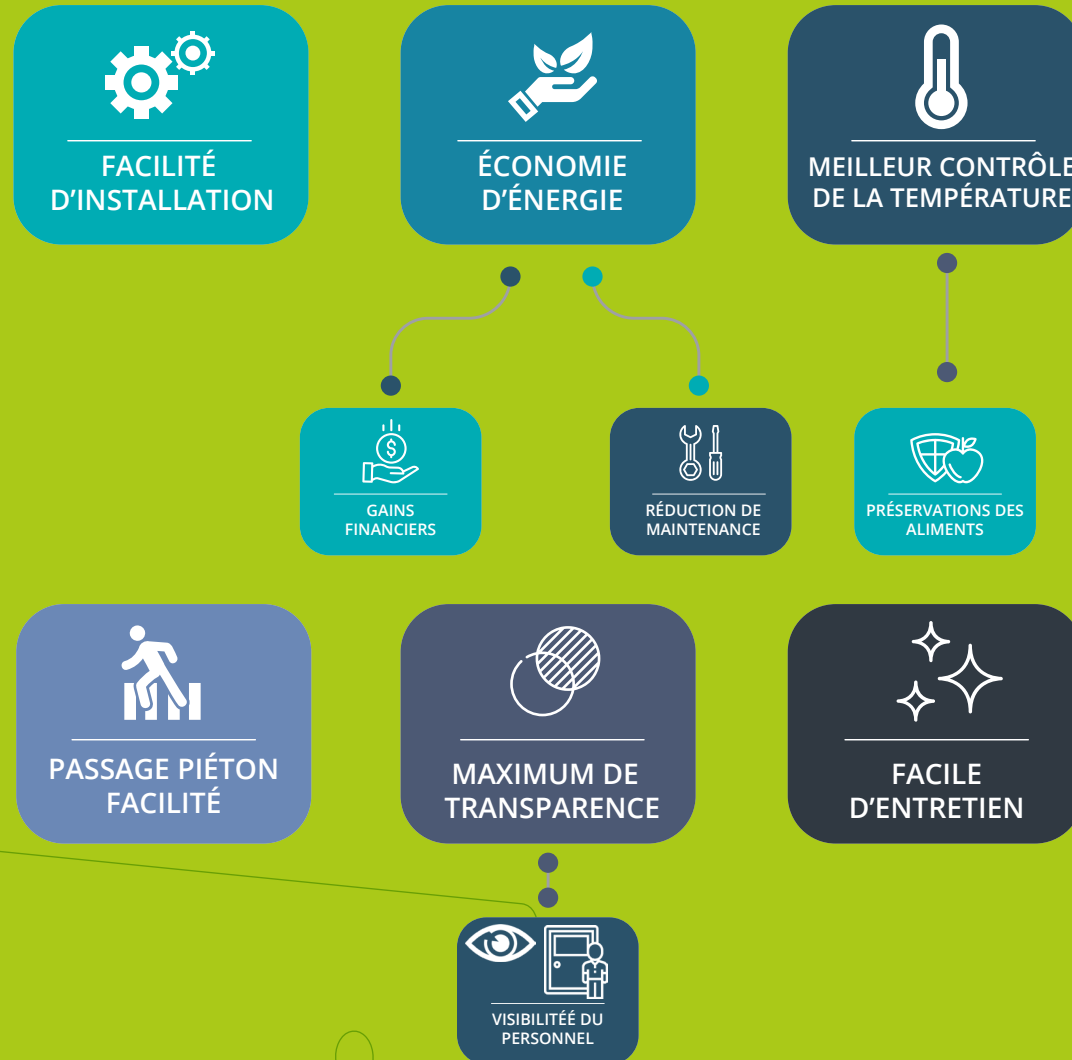 FACILITÉ
D'INSTALLATION
ÉCONOMIE
D'ÉNERGIE
MEILLEUR CONTRÔLE
DE LA TEMPÉRATURE
GAINS
FINANCIERS
RÉDUCTION DE
MAINTENANCE
PRÉSERVATIONS DES
ALIMENTS
PASSAGE PIÉTON
FACILITÉ
MAXIMUM DE
TRANSPARENCE
FACILE
D'ENTRETIEN
VISIBILITÉÉ DU
PERSONNEL